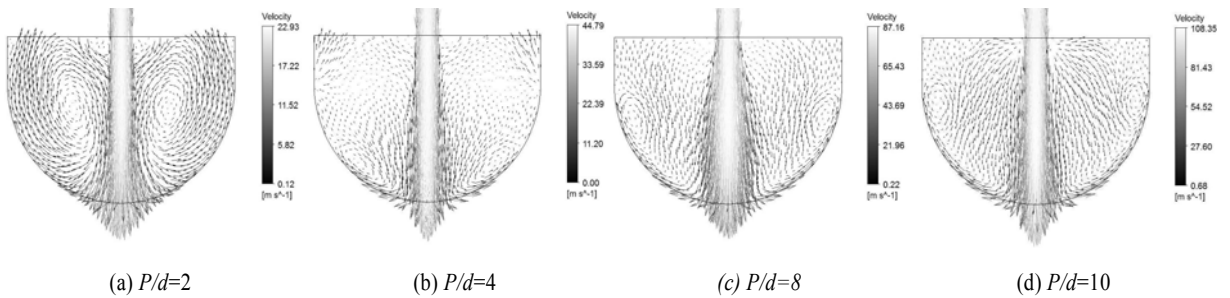 Velocity
22.93
17.22
11.52
5.82
0.12
[m s^-1]
(a) P/d=2
Velocity
44.79
33.59
22.39
11.20
0.00
[m s^-1]
(b) P/d=4
Velocity
87.16
65.43
43.69
21.96
0.22
[m s^-1]
(c) P/d=8
Velocity
108.35
81.43
54.52
27.60
0.68
[m s^-1]
(d) P/d=10